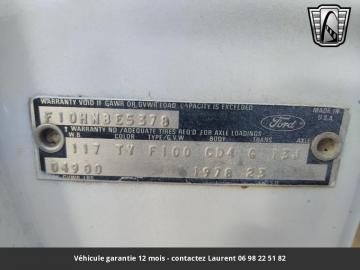 WARRANTY VOID IF GAWR OR GVWR LOAD CAPACITY IS EXCEEDED
MADE IN U.S.A.
F10HNBE5378
Ford
WARRANTY VOID / NO ADEQUATE TIRES REQ'D FOR AXLE LOADINGS
W.B. COLOR TYPE/G.V.W. BODY TRANS. AXLE
117 TY F100 CD4 G
04900 1978 23
Véhicule garantie 12 mois - contactez Laurent 06 98 22 51 82